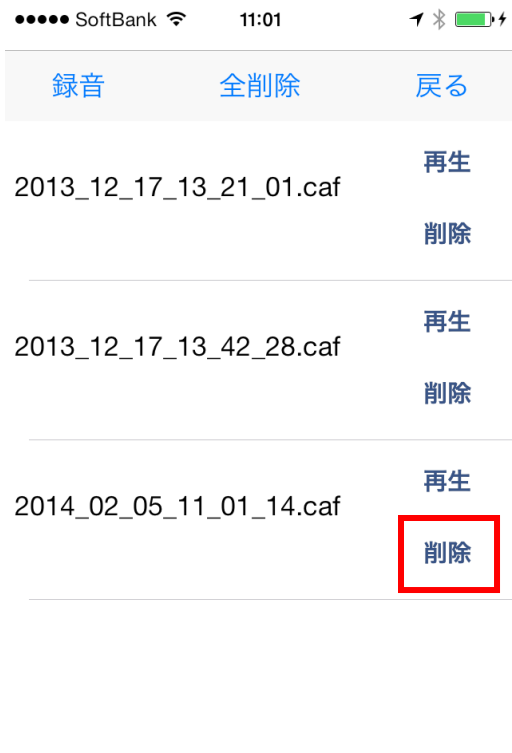 SoftBank 11:01
録音 全削除 戻る
再生
2013_12_17_13_21_01.caf
削除
再生
2013_12_17_13_42_28.caf
削除
再生
2014_02_05_11_01_14.caf
削除